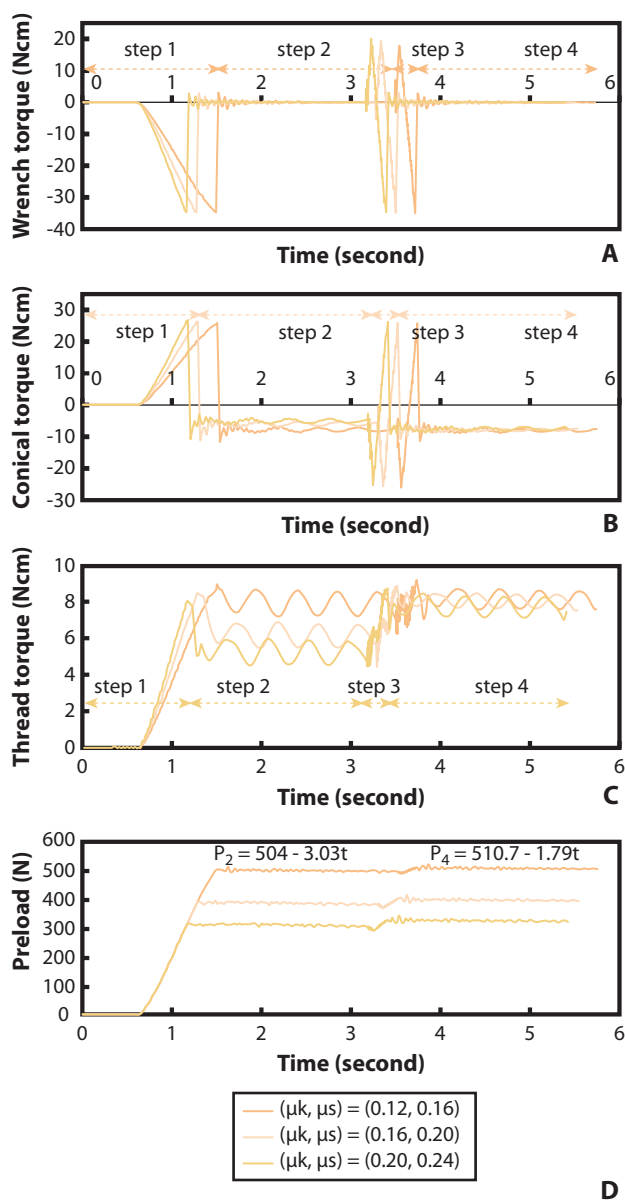 Wrench torque (Ncm)
20
10
0
-10
-20
-30
-40
step 1
step 2
step 3
step 4
0 1 2 3 4 5 6
Time (second)
A
Conical torque (Ncm)
30
20
10
0
-10
-20
-30
step 1
step 2
step 3
step 4
0 1 2 3 4 5 6
Time (second)
B
Thread torque (Ncm)
10
8
6
4
2
0
step 1
step 2
step 3
step 4
0 1 2 3 4 5 6
Time (second)
C
Preload (N)
600
500
400
300
200
100
0
P₂ = 504 - 3.03t
P₄ = 510.7 - 1.79t
0 1 2 3 4 5 6
Time (second)
(μk, μs) = (0.12, 0.16)
(μk, μs) = (0.16, 0.20)
(μk, μs) = (0.20, 0.24)
D